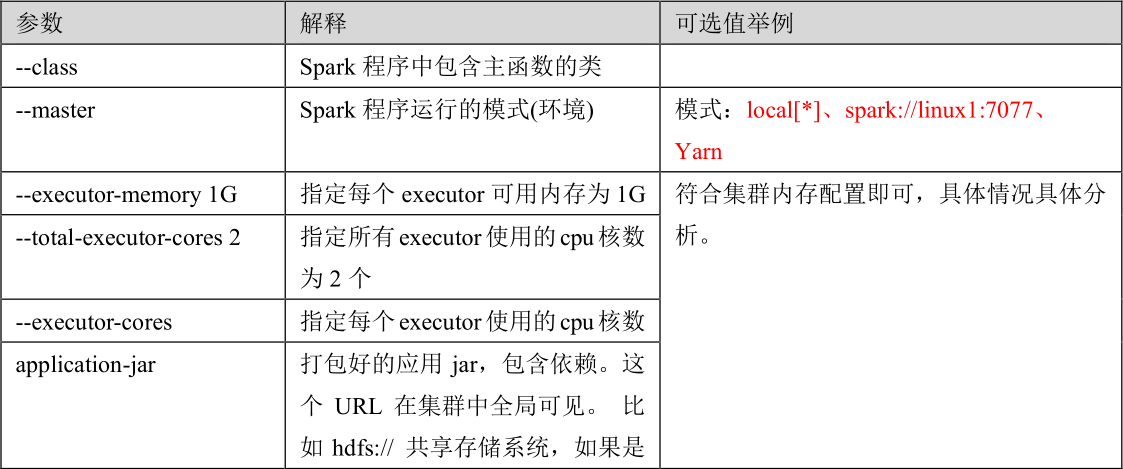 参数 解释 可选值举例
--class Spark 程序中包含主函数的类
--master Spark 程序运行的模式(环境) 模式：local[*]、spark://linux1:7077、
Yarn
--executor-memory 1G 指定每个 executor 可用内存为 1G 符合集群内存配置即可，具体情况具体分
析。
--total-executor-cores 2 指定所有 executor 使用的 cpu 核数
为 2 个
--executor-cores 指定每个 executor 使用的 cpu 核数
application-jar 打包好的应用 jar，包含依赖。这
个 URL 在集群中全局可见。 比
如 hdfs:// 共享存储系统，如果是